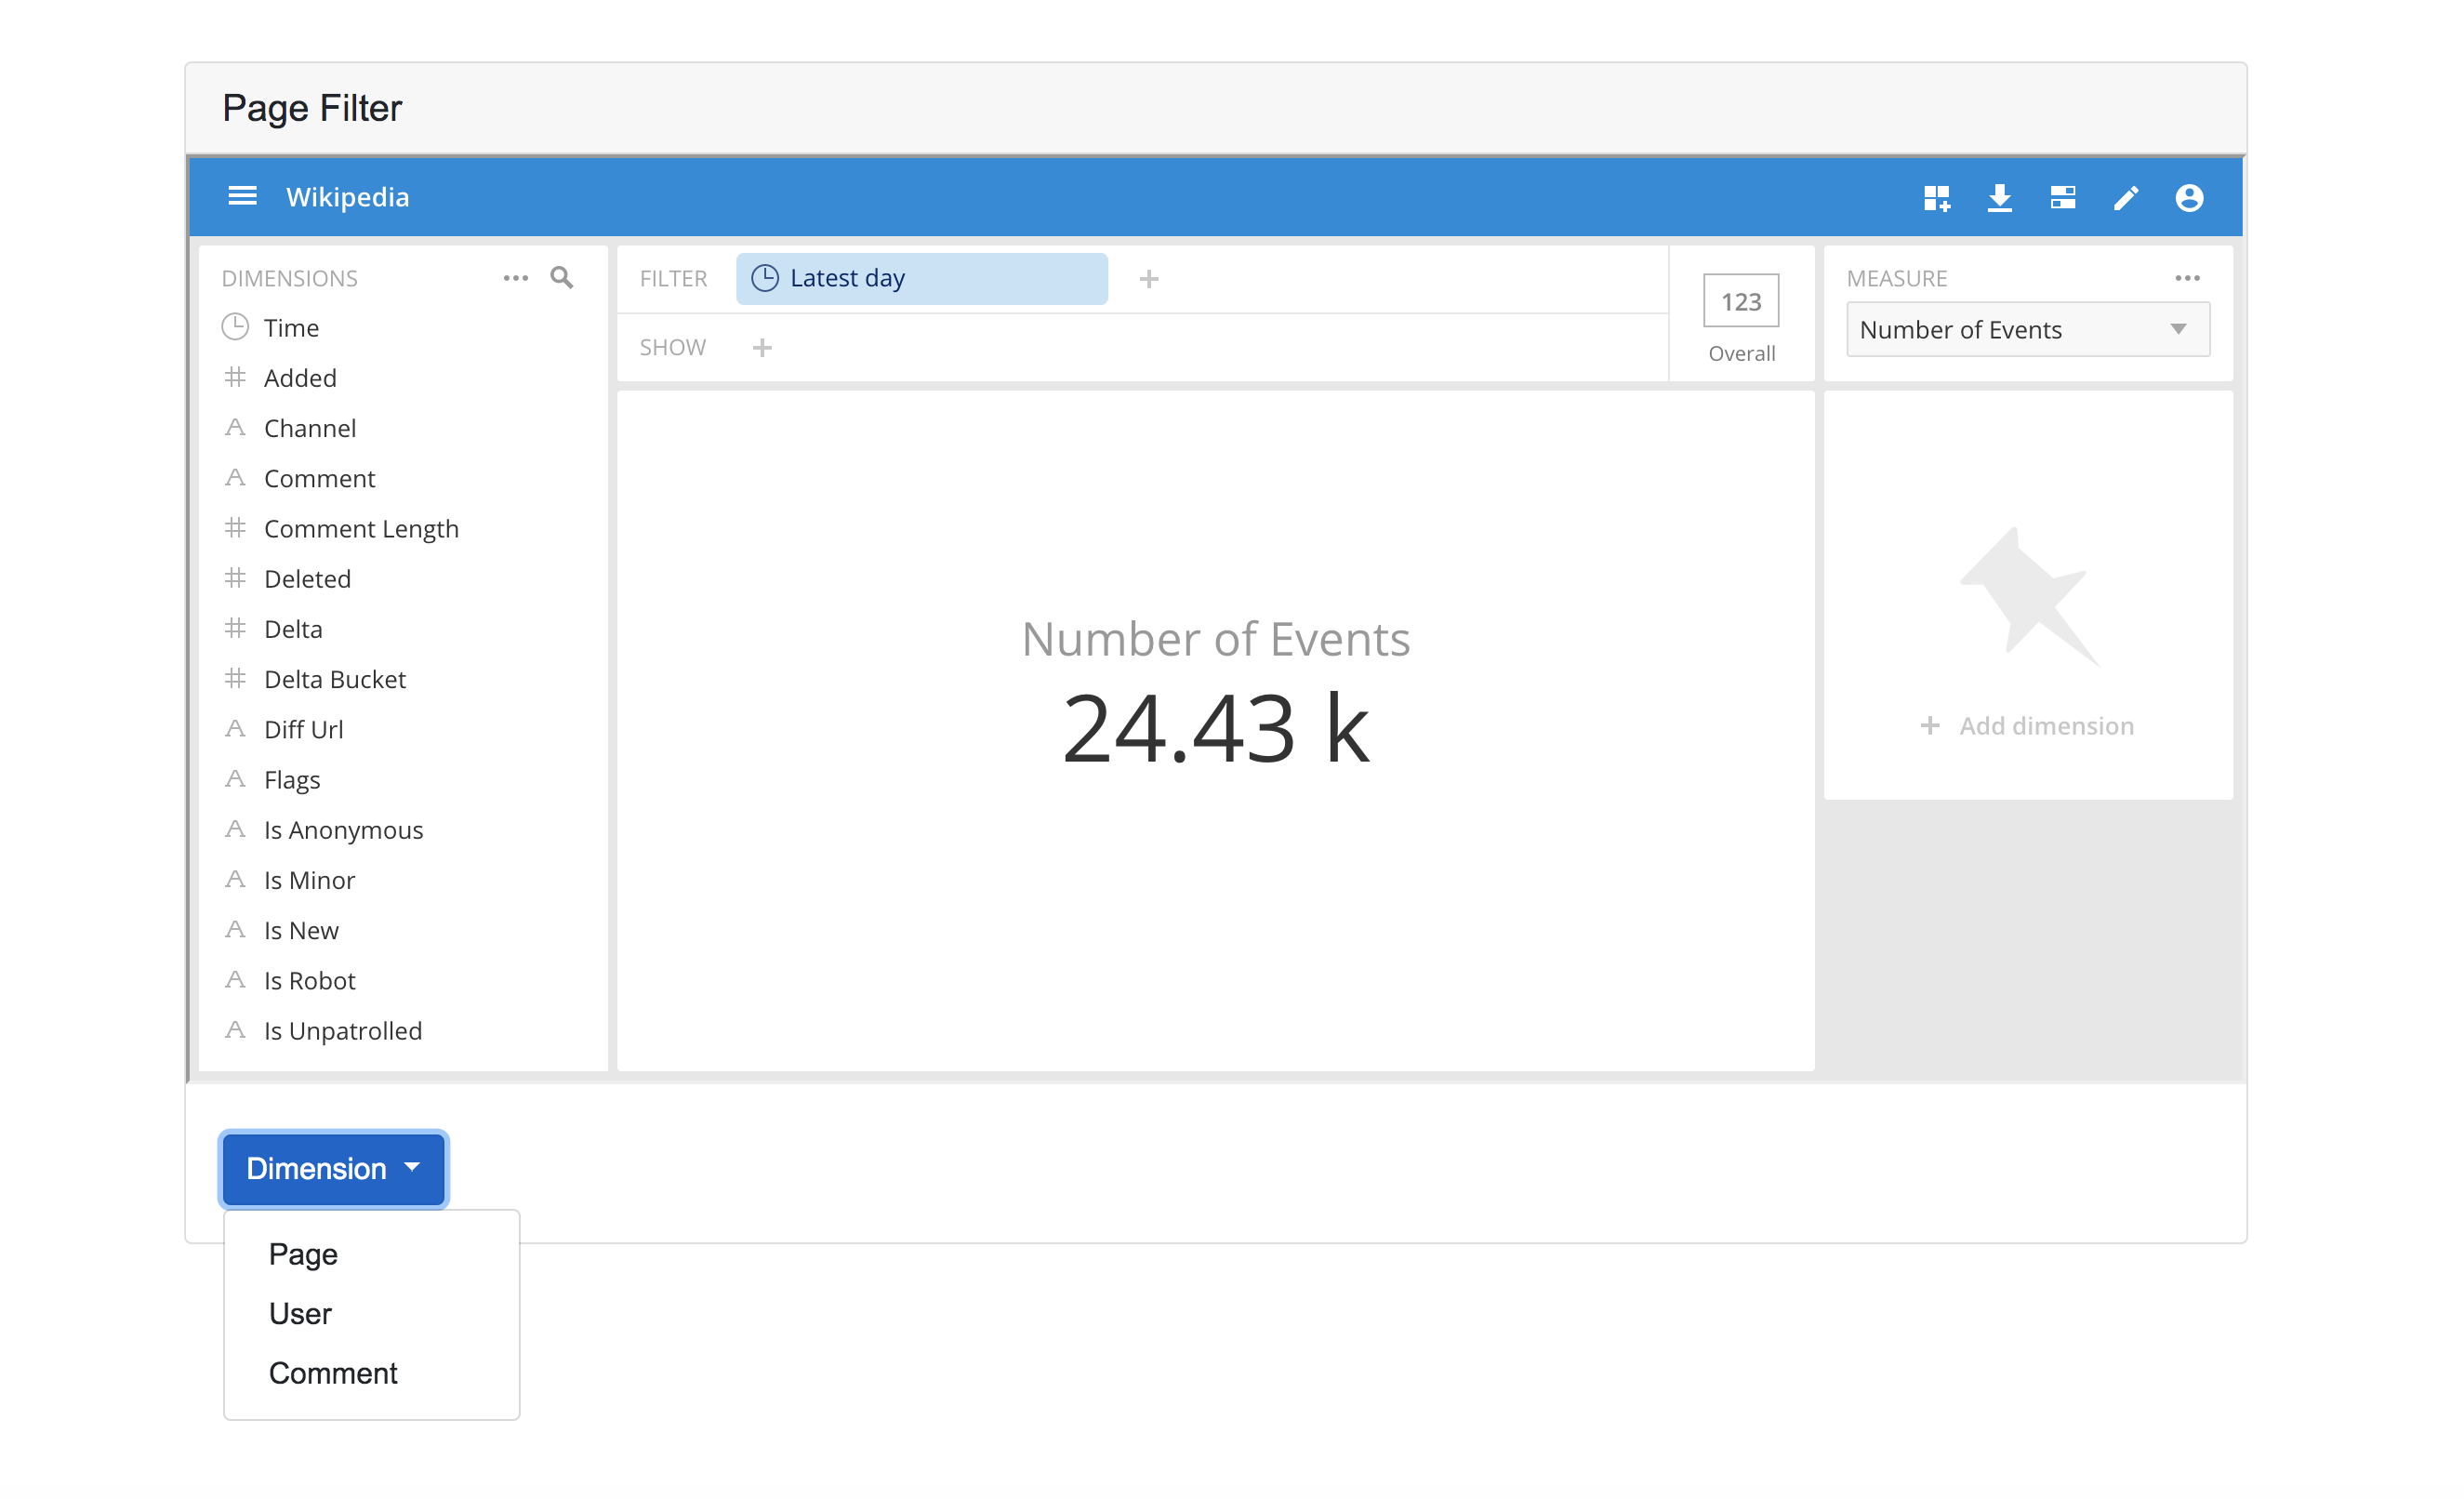 Page Filter
Wikipedia
DIMENSIONS
Time
Added
Channel
Comment
Comment Length
Deleted
Delta
Delta Bucket
Diff Url
Flags
Is Anonymous
Is Minor
Is New
Is Robot
Is Unpatrolled
FILTER Latest day
SHOW
123
Overall
MEASURE
Number of Events
Number of Events
24.43 k
Add dimension
Dimension
Page
User
Comment